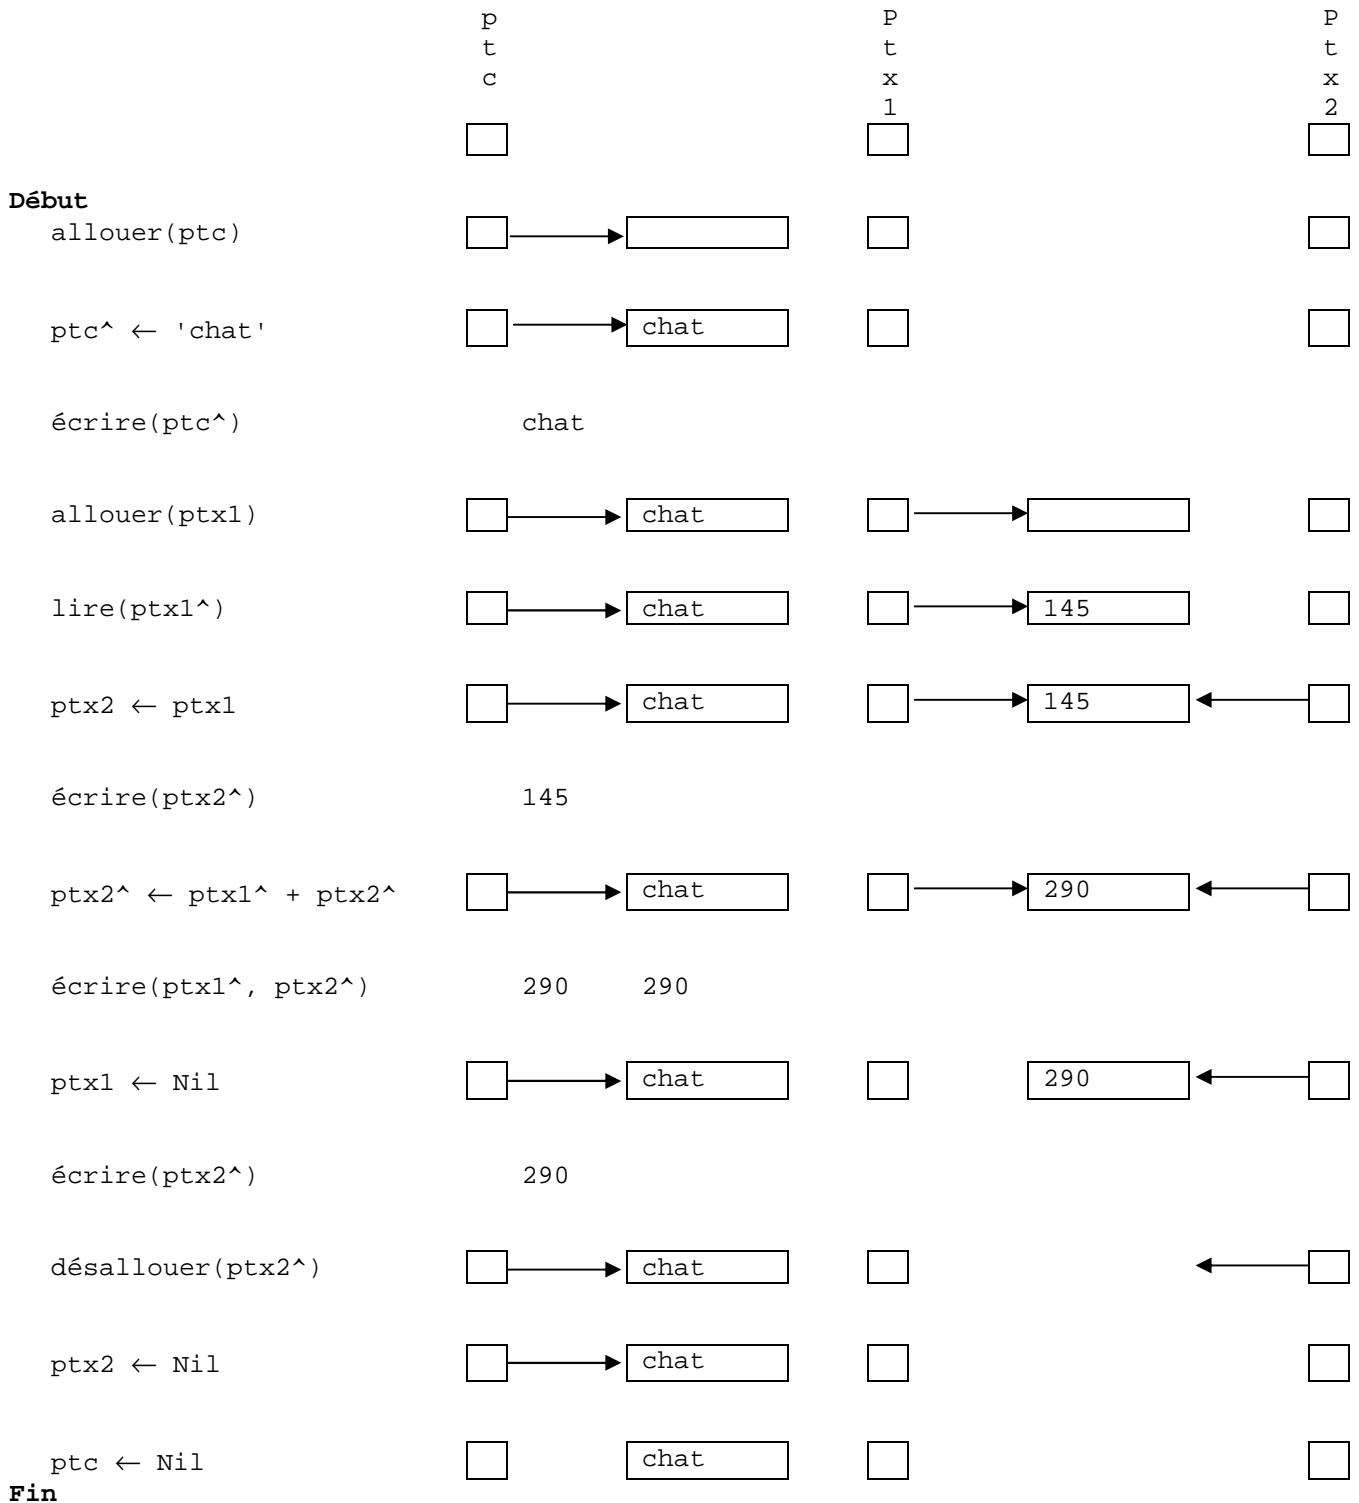 p P P
t t t
c x x
1 2
Début
allouer(ptc)
ptc^ ← 'chat' chat
écrire(ptc^) chat
allouer(ptx1) chat
lire(ptx1^) chat 145
ptx2 ← ptx1 chat 145
écrire(ptx2^) 145
ptx2^ ← ptx1^ + ptx2^ chat 290
écrire(ptx1^, ptx2^) 290 290
ptx1 ← Nil chat 290
écrire(ptx2^) 290
désallouer(ptx2^) chat
ptx2 ← Nil chat
ptc ← Nil chat
Fin